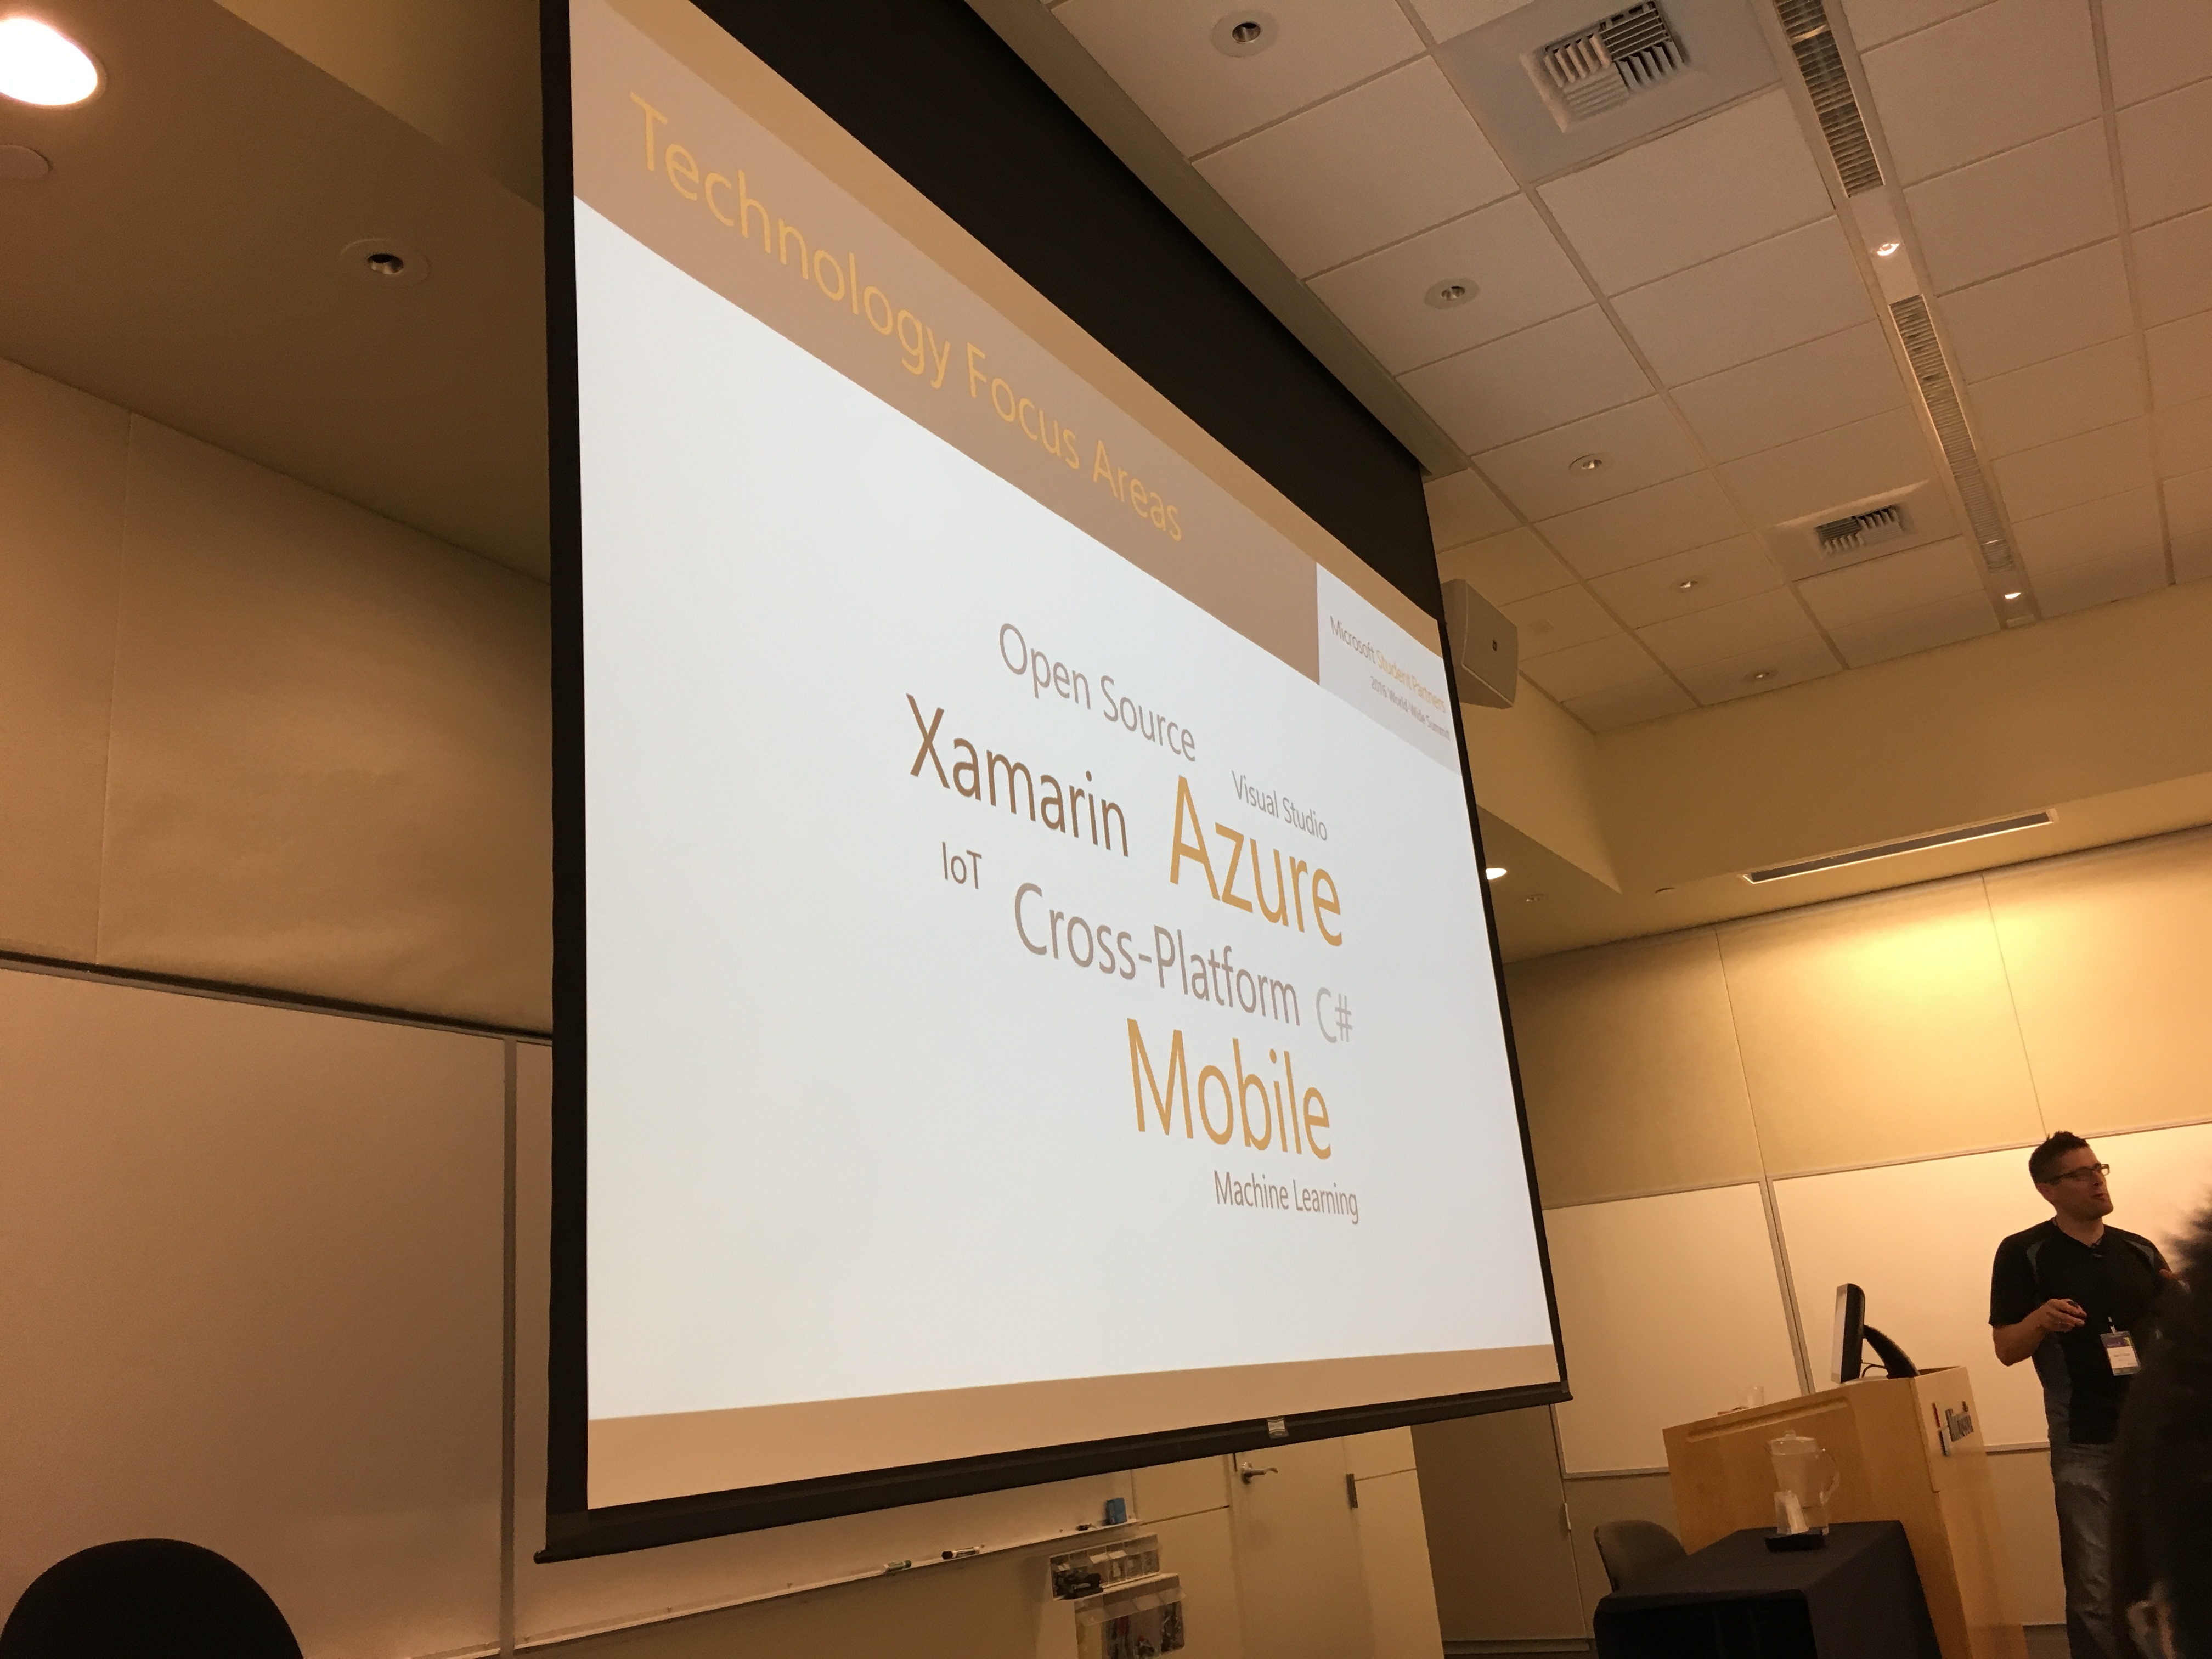 Technology Focus Areas
Microsoft Student Partners
2016 World-Wide Summit
Open Source
Visual Studio
Xamarin
Azure
IoT
Cross-Platform
C#
Mobile
Machine Learning
Microsoft